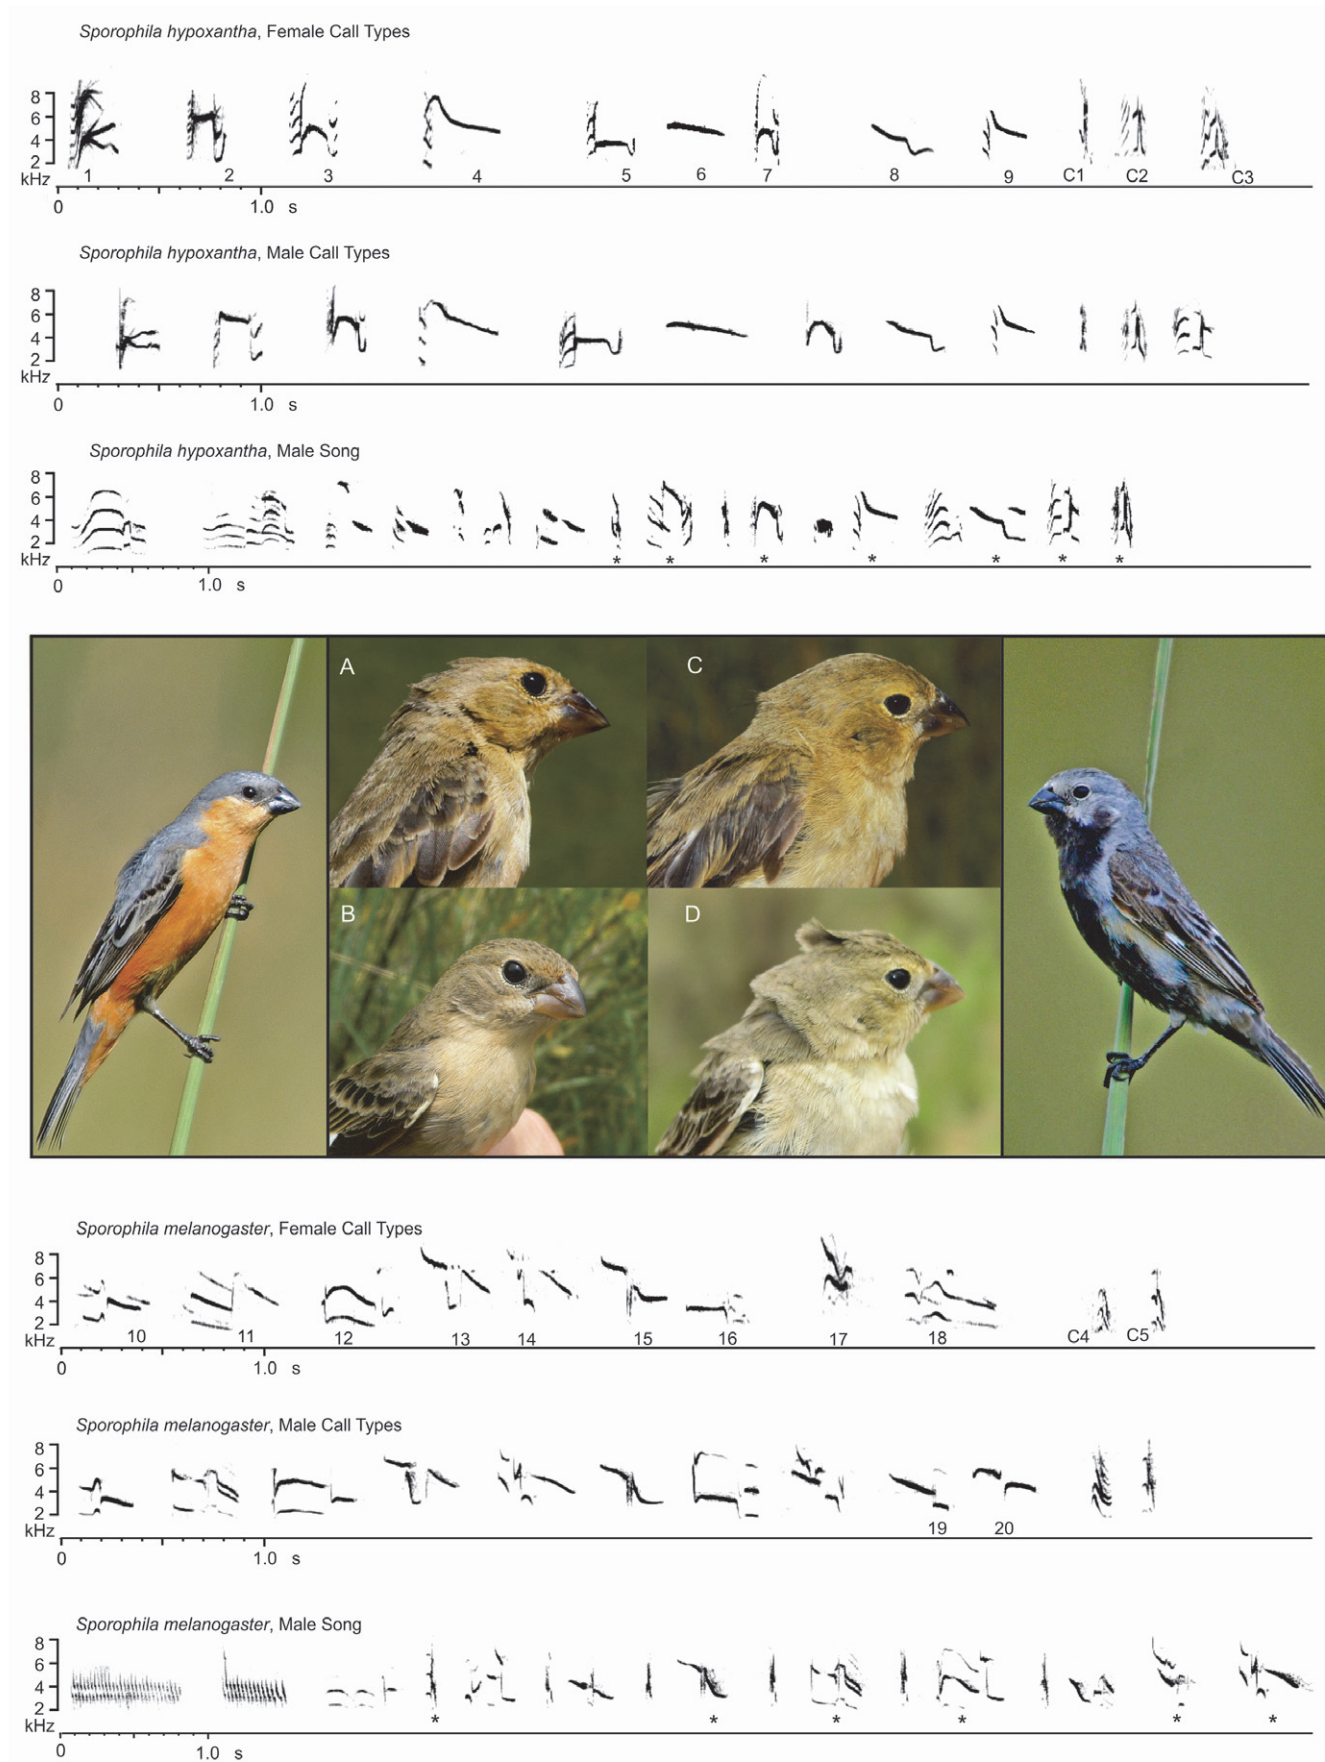 Sporophila hypoxantha, Female Call Types
8
6
4
2
kHz
1 2 3 4 5 6 7 8 9 C1 C2 C3
0 1.0 s
Sporophila hypoxantha, Male Call Types
8
6
4
2
kHz
0 1.0 s
Sporophila hypoxantha, Male Song
8
6
4
2
* * * * * * *
kHz
0 1.0 s
A C
B D
Sporophila melanogaster, Female Call Types
8
6
4
2
kHz
10 11 12 13 14 15 16 17 18 C4 C5
0 1.0 s
Sporophila melanogaster, Male Call Types
8
6
4
2
kHz
19 20
0 1.0 s
Sporophila melanogaster, Male Song
8
6
4
2
kHz
* * * * * *
0 1.0 s